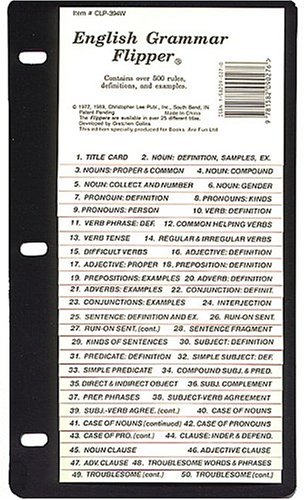 Item # CLP-394W
English Grammar
Flipper®
Contains over 500 rules,
definitions, and examples.
© 1972, 1989, Christopher Lee Publ., Inc., South Bend, IN
Patent Pending Made in China
The Flippers are available in over 25 different titles.
Developed by Gretchen Colins
This edition specially produced for Books Are Fun Ltd
1. TITLE CARD 2. NOUN: DEFINITION, SAMPLES, EX.
3. NOUNS: PROPER & COMMON 4. NOUN: COMPOUND
5. NOUN: COLLECT AND NUMBER 6. NOUN: GENDER
7. PRONOUN: DEFINITION 8. PRONOUNS: KINDS
9. PRONOUNS: PERSON 10. VERB: DEFINITION
11. VERB PHRASE: DEF. 12. COMMON HELPING VERBS
13. VERB TENSE 14. REGULAR & IRREGULAR VERBS
15. DIFFICULT VERBS 16. ADJECTIVE: DEFINITION
17. ADJECTIVE: PROPER 18. PREPOSITION: DEFINITION
19. PREPOSITIONS: EXAMPLES 20. ADVERB: DEFINITION
21. ADVERBS: EXAMPLES 22. CONJUNCTION: DEFINIT.
23. CONJUNCTIONS: EXAMPLES 24. INTERJECTION
25. SENTENCE: DEFINITION AND EX. 26. RUN-ON SENT.
27. RUN-ON SENT. (cont.) 28. SENTENCE FRAGMENT
29. KINDS OF SENTENCES 30. SUBJECT: DEFINITION
31. PREDICATE: DEFINITION 32. SIMPLE SUBJECT: DEF.
33. SIMPLE PREDICATE 34. COMPOUND SUBJ. & PRED.
35. DIRECT & INDIRECT OBJECT 36. SUBJ. COMPLEMENT
37. PREP. PHRASES 38. SUBJECT-VERB AGREEMENT
39. SUBJ.-VERB AGREE. (cont.) 40. CASE OF NOUNS
41. CASE OF NOUNS (continued) 42. CASE OF PRONOUNS
43. CASE OF PRO. (cont.) 44. CLAUSE: INDEP. & DEPEND.
45. NOUN CLAUSE 46. ADJECTIVE CLAUSE
47. ADV. CLAUSE 48. TROUBLESOME WORDS & PHRASES
49. TROUBLESOME (cont.) 50. TROUBLESOME (cont.)